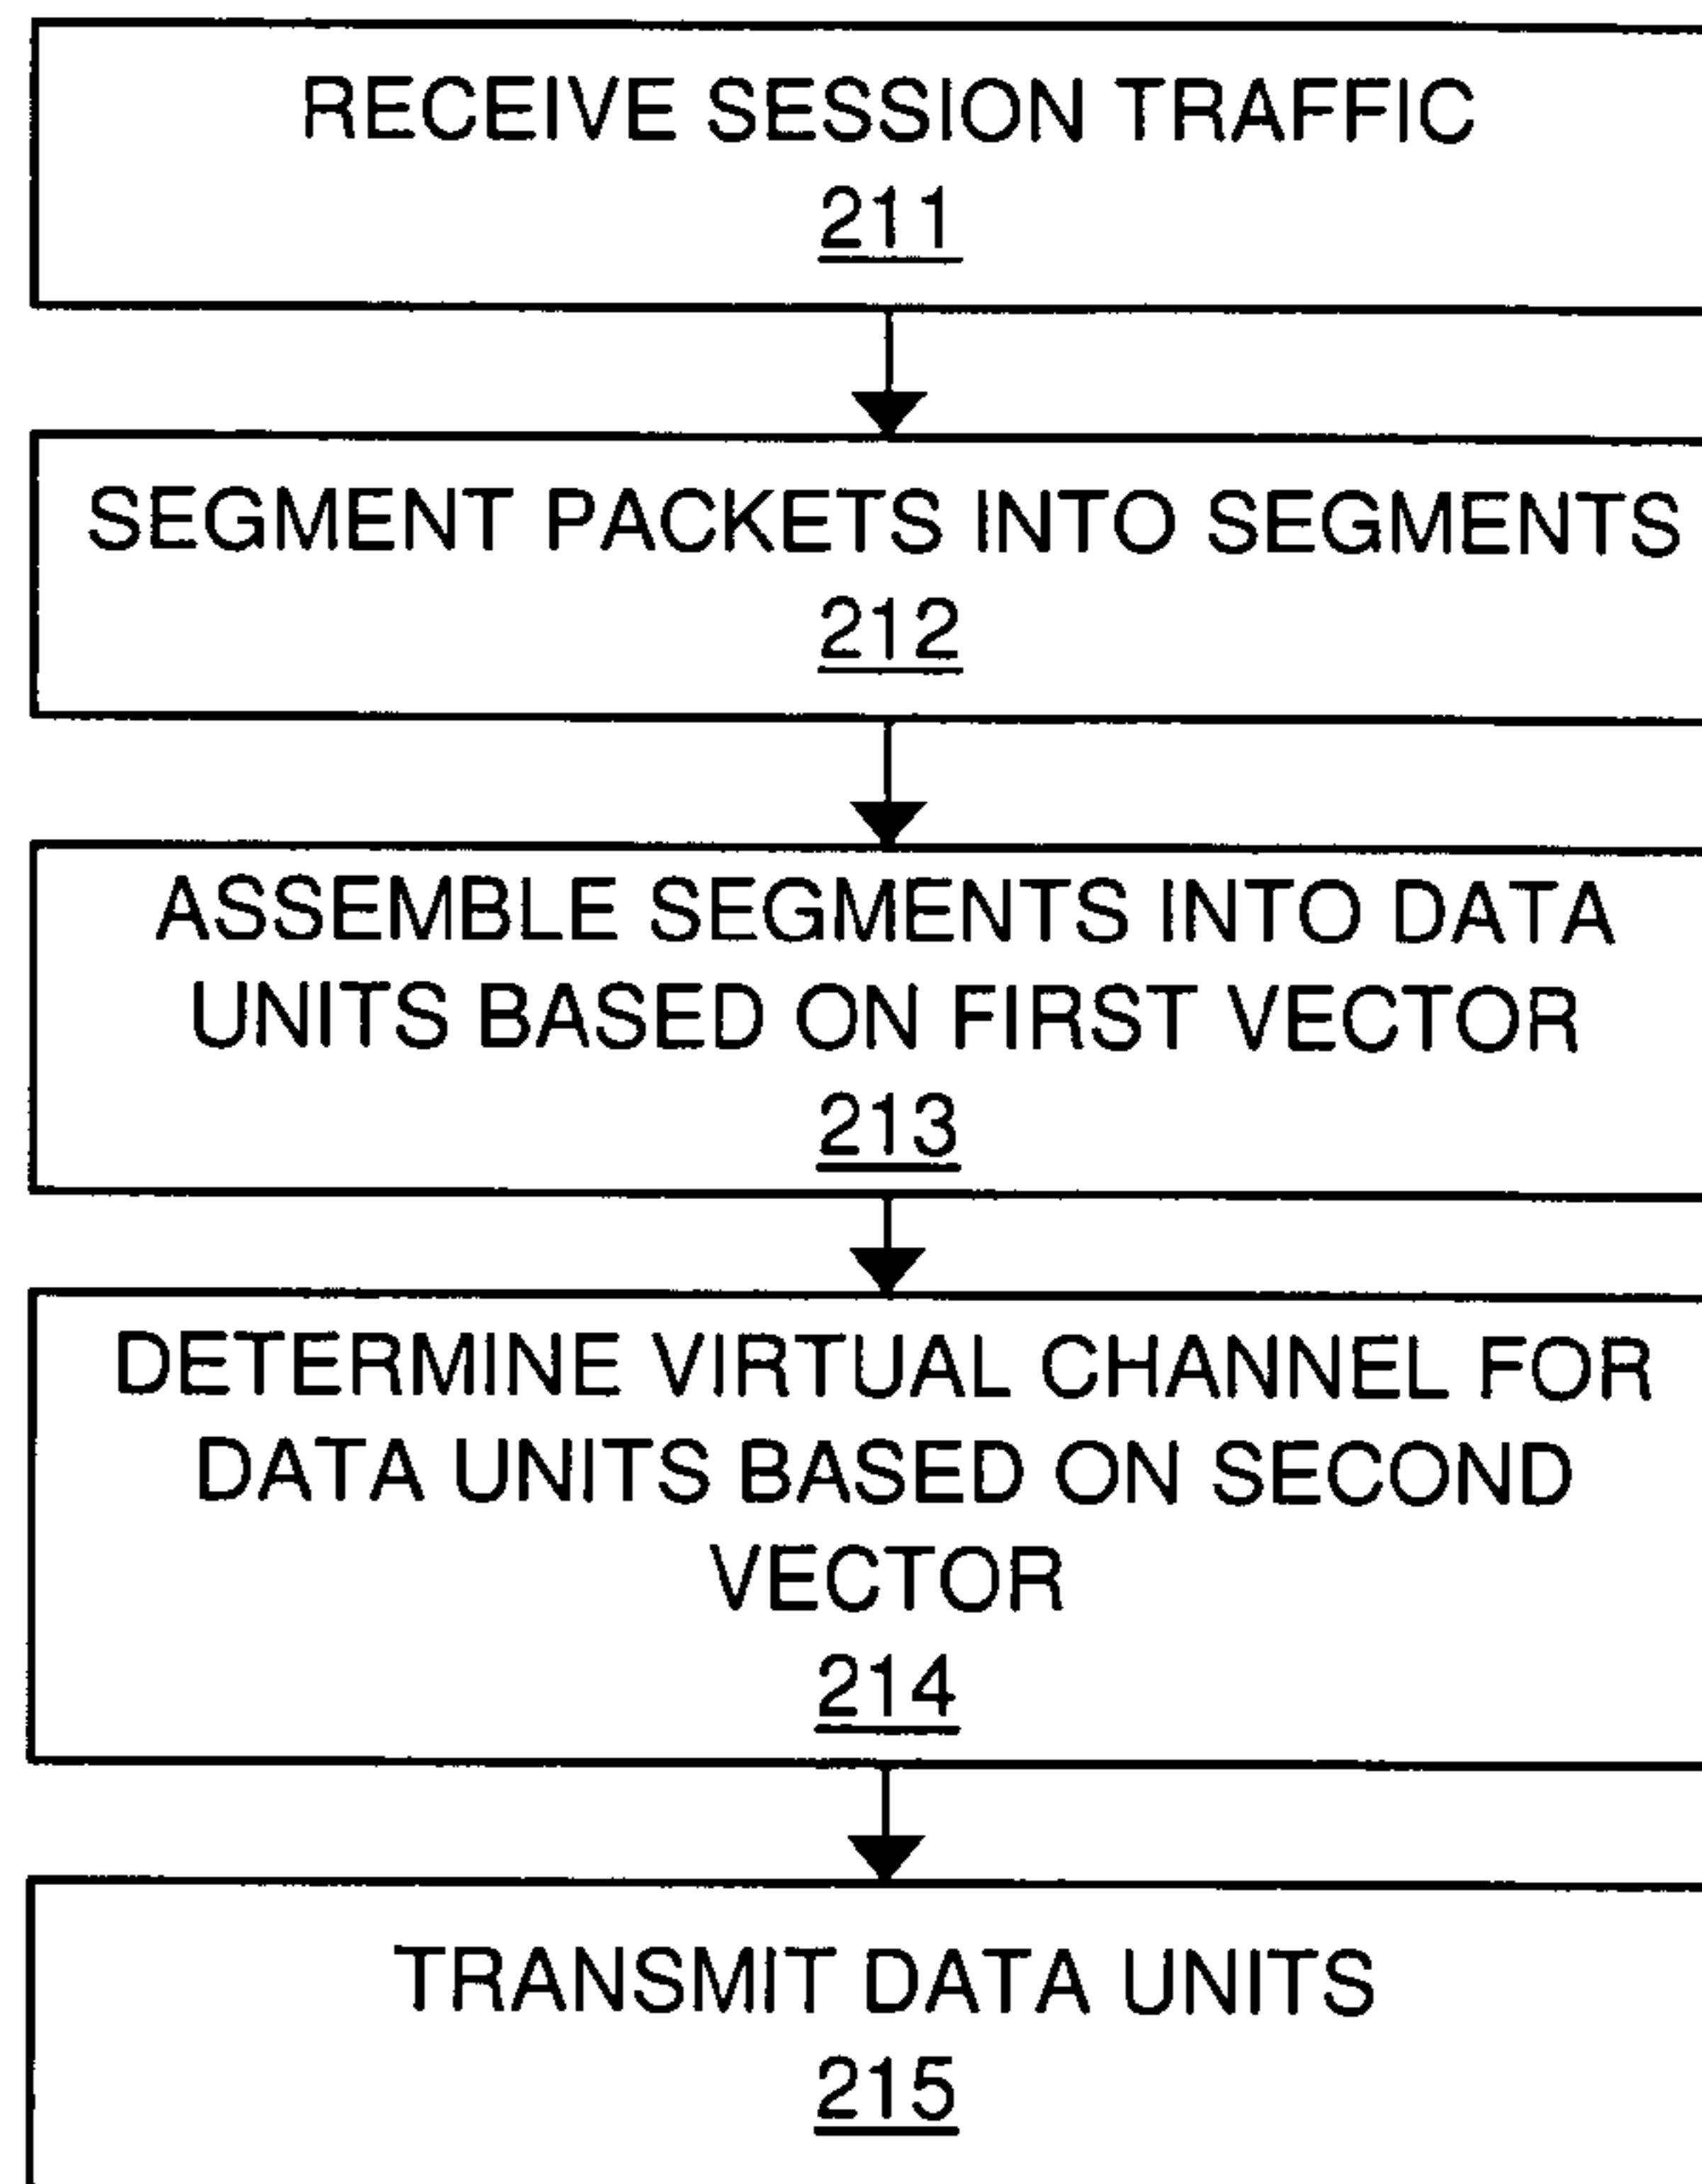 RECEIVE SESSION TRAFFIC
211
SEGMENT PACKETS INTO SEGMENTS
212
ASSEMBLE SEGMENTS INTO DATA
UNITS BASED ON FIRST VECTOR
213
DETERMINE VIRTUAL CHANNEL FOR
DATA UNITS BASED ON SECOND
VECTOR
214
TRANSMIT DATA UNITS
215